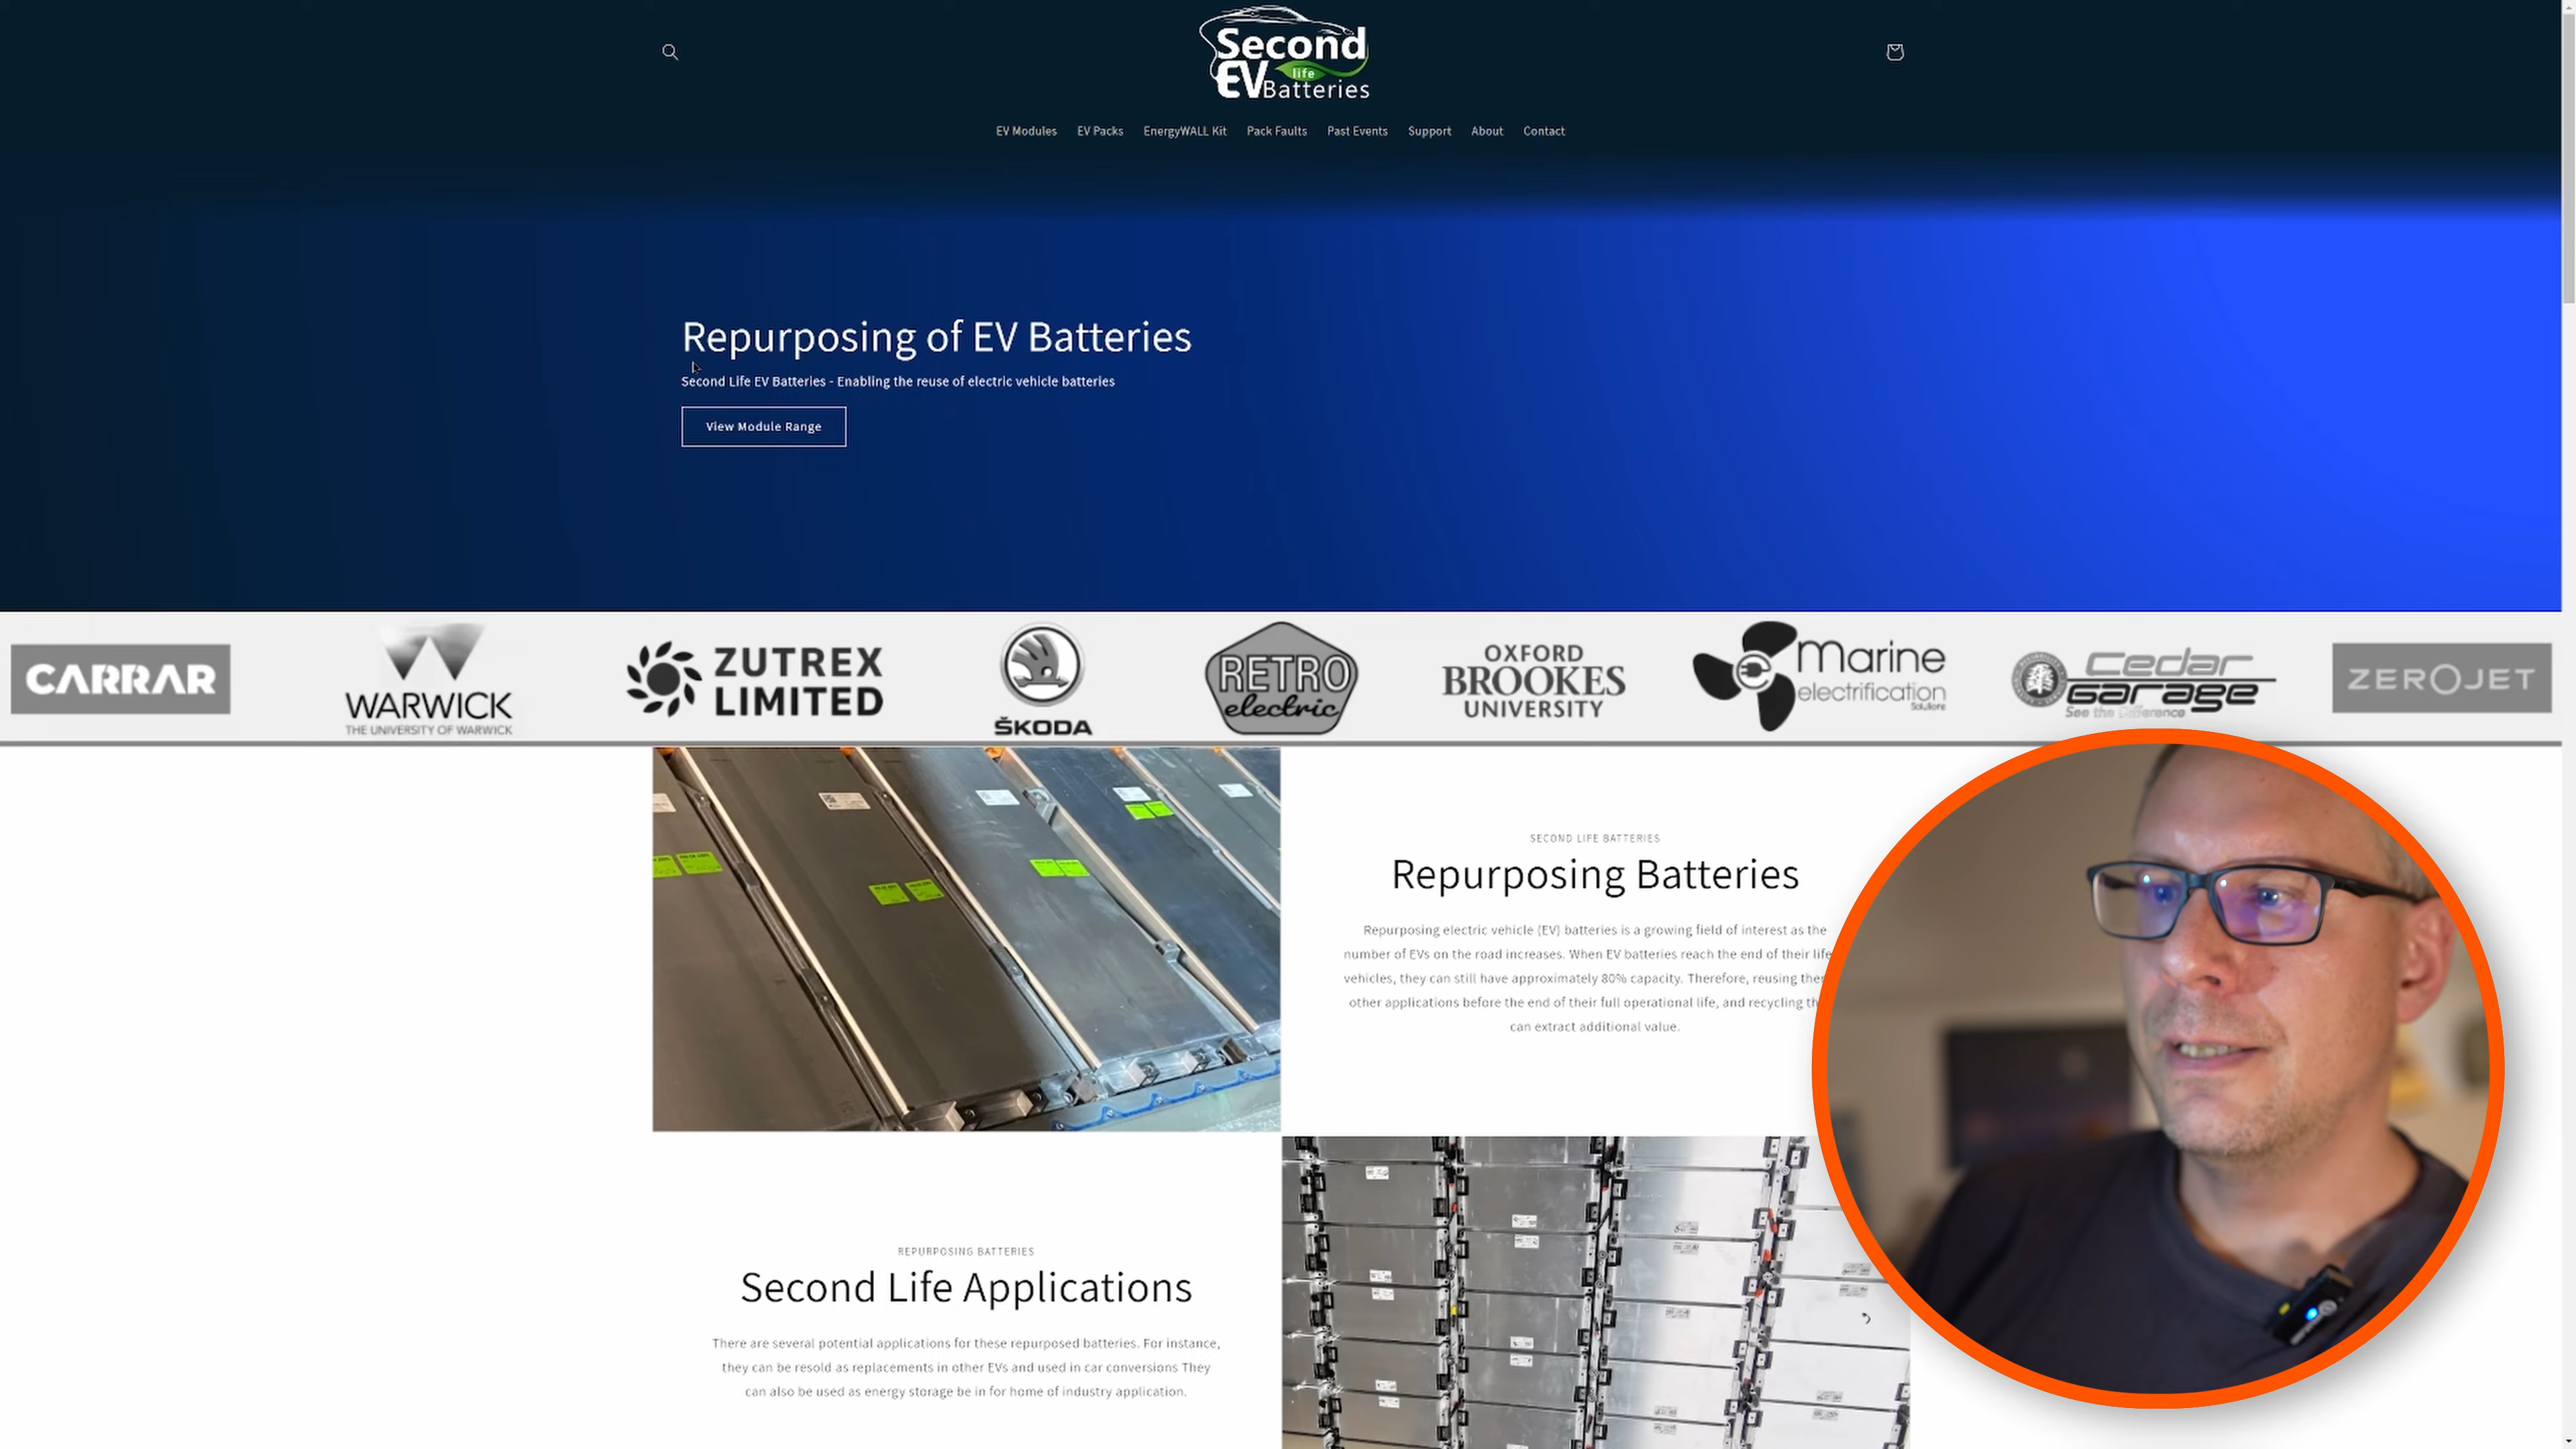 Second
life
EV Batteries
EV Modules EV Packs EnergyWALL Kit Pack Faults Past Events Support About Contact
Repurposing of EV Batteries
Second Life EV Batteries - Enabling the reuse of electric vehicle batteries
View Module Range
CARRAR
WARWICK
THE UNIVERSITY OF WARWICK
ZUTREX
LIMITED
ŠKODA
RETRO
electric
OXFORD
BROOKES
UNIVERSITY
Marine
electrification
Solutions
Cedar
Garage
See the Difference
ZEROJET
SECOND LIFE BATTERIES
Repurposing Batteries
Repurposing electric vehicle (EV) batteries is a growing field of interest as the
number of EVs on the road increases. When EV batteries reach the end of their life
vehicles, they can still have approximately 80% capacity. Therefore, reusing
other applications before the end of their full operational life, and recycling
can extract additional value.
REPURPOSING BATTERIES
Second Life Applications
There are several potential applications for these repurposed batteries. For instance,
they can be resold as replacements in other EVs and used in car conversions They
can also be used as energy storage be in for home of industry application.